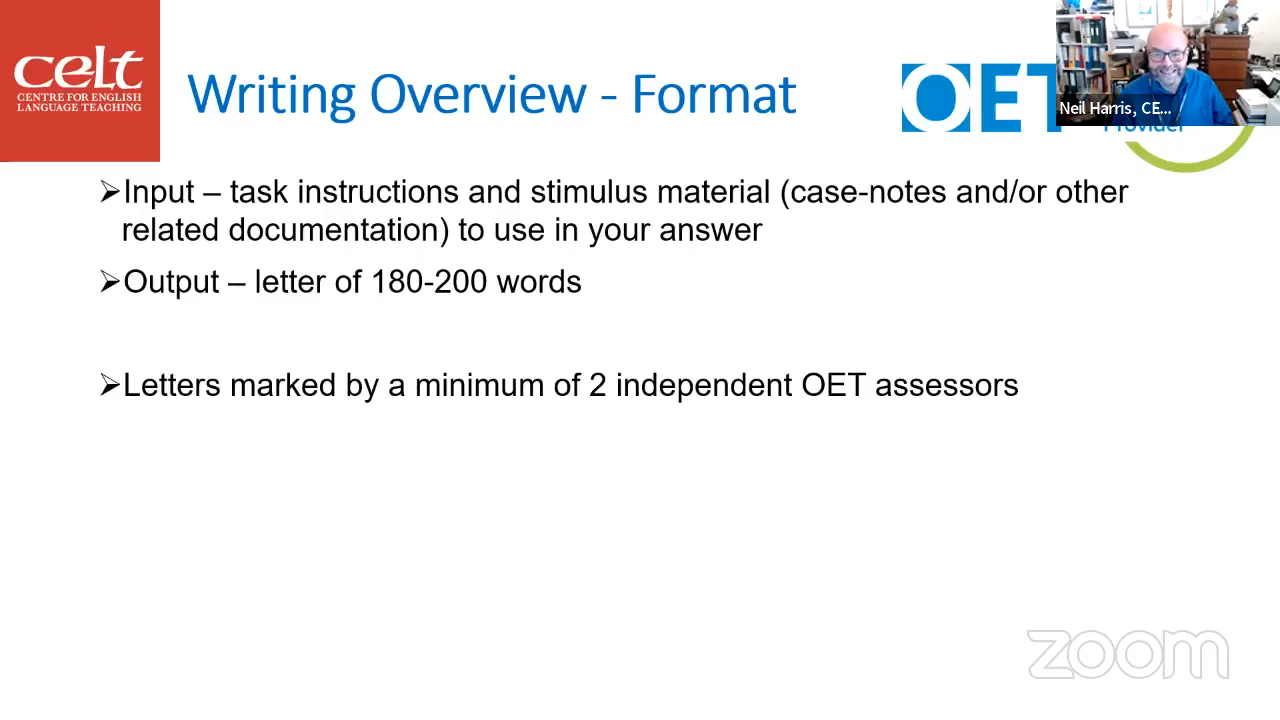 celt
CENTRE FOR ENGLISH
LANGUAGE TEACHING
Writing Overview - Format
OET
Neil Harris, CE...
Provider
➢Input – task instructions and stimulus material (case-notes and/or other
related documentation) to use in your answer
➢Output – letter of 180-200 words
➢Letters marked by a minimum of 2 independent OET assessors
zoom